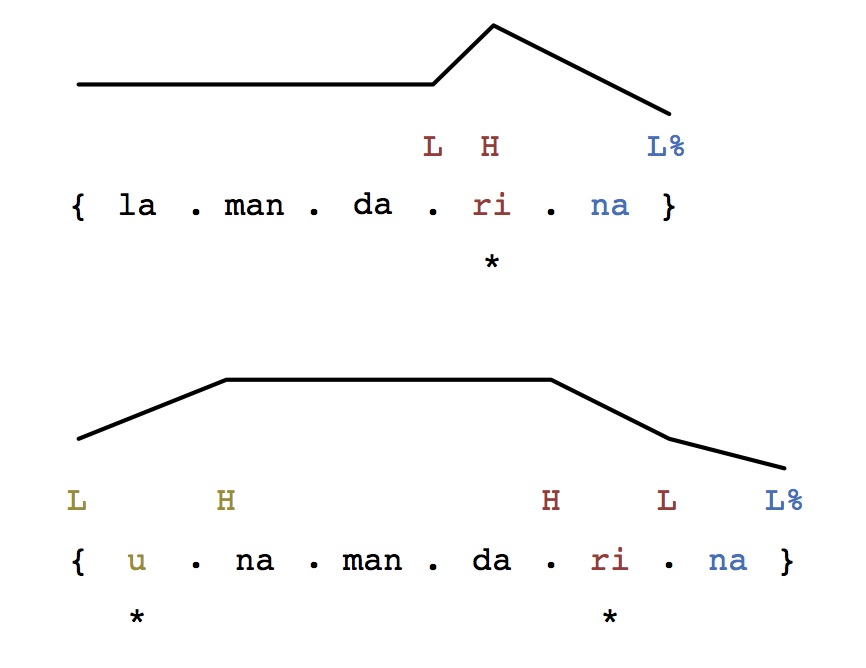 L H L%
{ la . man . da . ri . na }
*
L H H L L%
{ u . na . man . da . ri . na }
* *